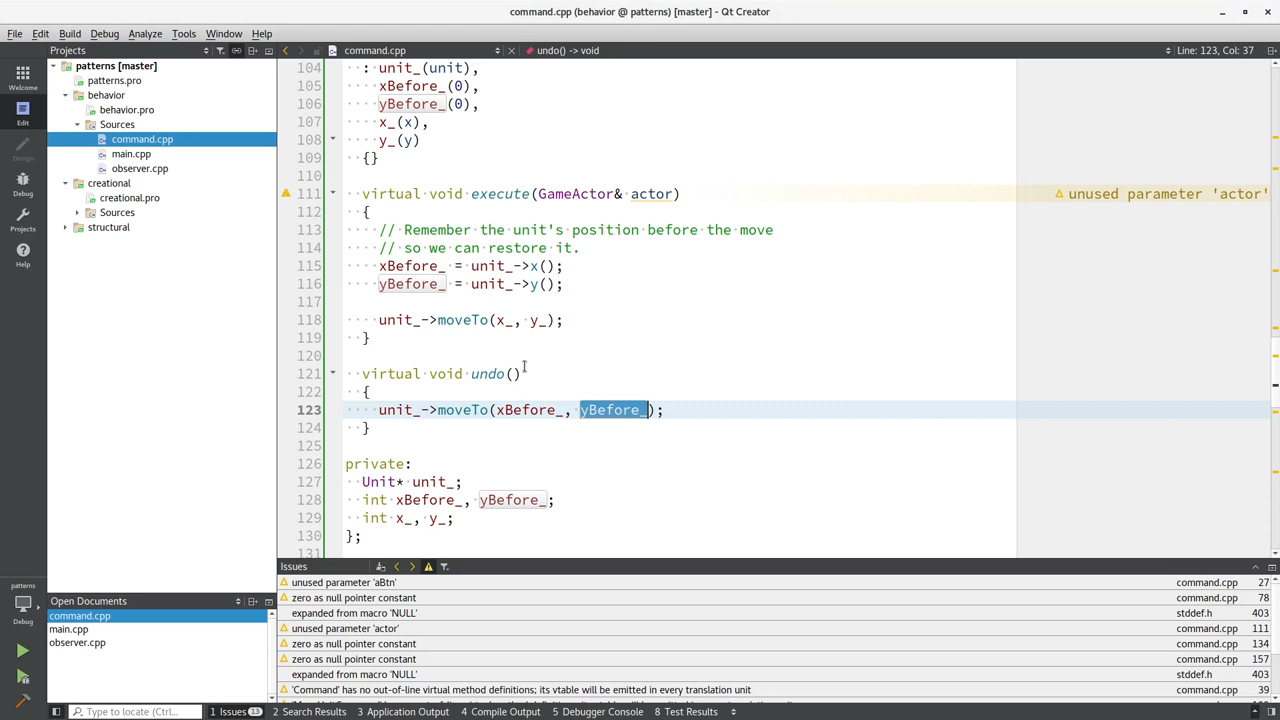 command.cpp (behavior @ patterns) [master] - Qt Creator
File Edit Build Debug Analyze Tools Window Help
Projects
command.cpp
undo() -> void
Line: 123, Col: 37
Welcome
Edit
Design
Debug
Projects
Help
patterns [master]
patterns.pro
behavior
behavior.pro
Sources
command.cpp
main.cpp
observer.cpp
creational
creational.pro
Sources
structural
104 : unit_(unit),
105 xBefore_(0),
106 yBefore_(0),
107 x_(x),
108 y_(y)
109 {}
110
111 virtual void execute(GameActor& actor) unused parameter 'actor'
112 {
113 // Remember the unit's position before the move
114 // so we can restore it.
115 xBefore_ = unit_->x();
116 yBefore_ = unit_->y();
117
118 unit_->moveTo(x_, y_);
119 }
120
121 virtual void undo()
122 {
123 unit_->moveTo(xBefore_, yBefore_);
124 }
125
126 private:
127 Unit* unit_;
128 int xBefore_, yBefore_;
129 int x_, y_;
130 };
131
Issues
unused parameter 'aBtn' command.cpp 27
zero as null pointer constant command.cpp 78
expanded from macro 'NULL' stddef.h 403
unused parameter 'actor' command.cpp 111
zero as null pointer constant command.cpp 134
zero as null pointer constant command.cpp 157
expanded from macro 'NULL' stddef.h 403
'Command' has no out-of-line virtual method definitions; its vtable will be emitted in every translation unit command.cpp 39
Open Documents
command.cpp
main.cpp
observer.cpp
patterns
Debug
Type to locate (Ctrl+...)
1 Issues 13
2 Search Results
3 Application Output
4 Compile Output
5 Debugger Console
8 Test Results